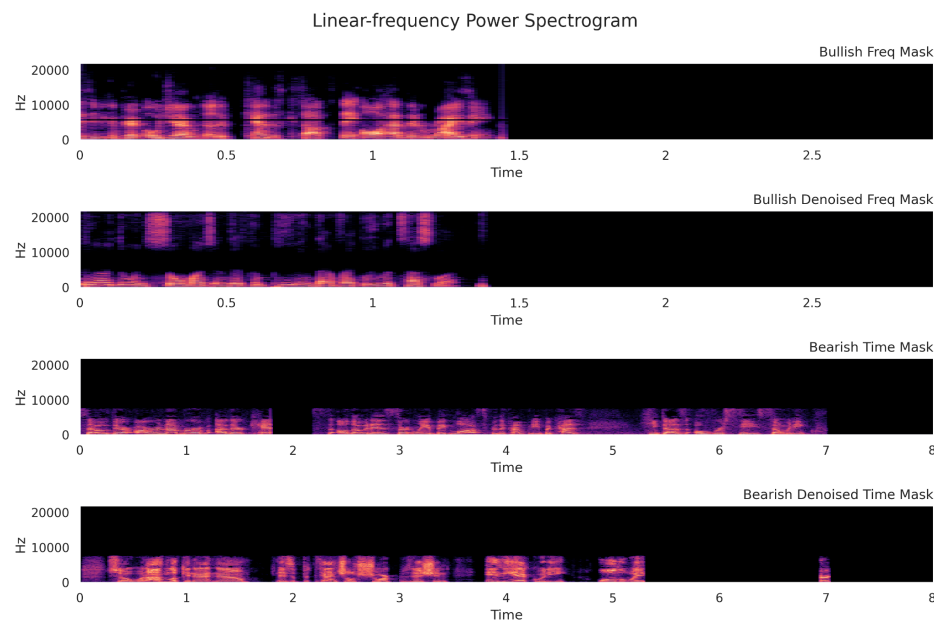 Linear-frequency Power Spectrogram
Bullish Freq Mask
20000
10000
0
Hz
0 0.5 1 1.5 2 2.5
Time
Bullish Denoised Freq Mask
20000
10000
0
Hz
0 0.5 1 1.5 2 2.5
Time
Bearish Time Mask
20000
10000
0
Hz
0 1 2 3 4 5 6 7 8
Time
Bearish Denoised Time Mask
20000
10000
0
Hz
0 1 2 3 4 5 6 7 8
Time